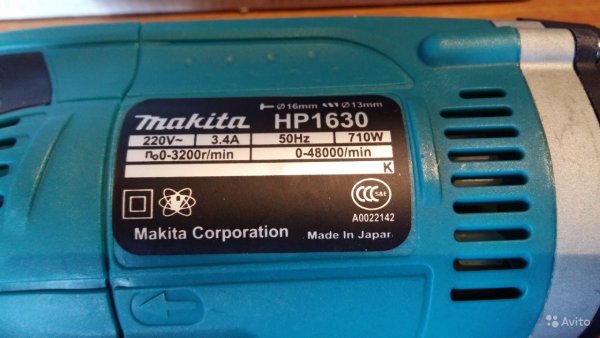 Ø16mm Ø13mm
makita HP1630
220V~ 3.4A 50Hz 710W
n₀0-3200r/min 0-48000/min
K
CCC S&E
A0022142
Makita Corporation Made In Japan
Avito